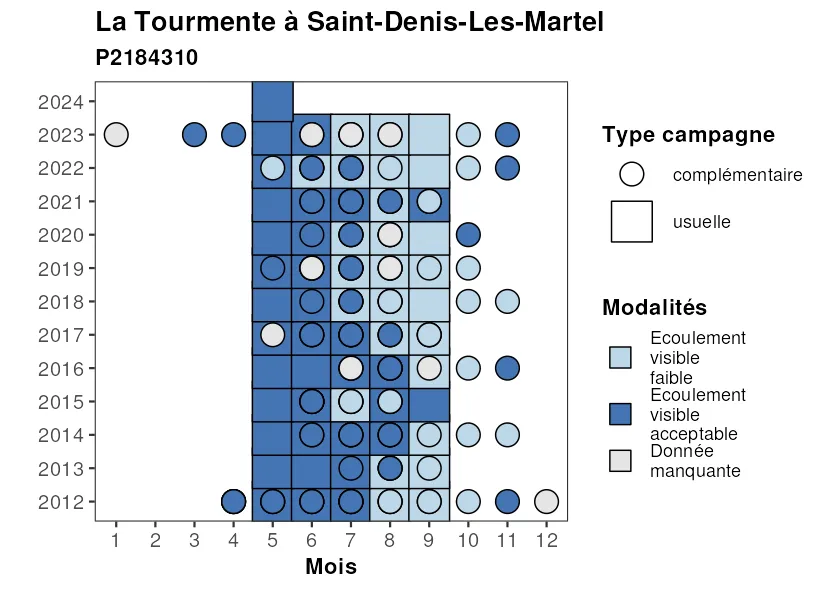 La Tourmente à Saint-Denis-Les-Martel
P2184310
2024
2023
2022
2021
2020
2019
2018
2017
2016
2015
2014
2013
2012
1 2 3 4 5 6 7 8 9 10 11 12
Mois
Type campagne
complémentaire
usuelle
Modalités
Ecoulement
visible
faible
Ecoulement
visible
acceptable
Donnée
manquante